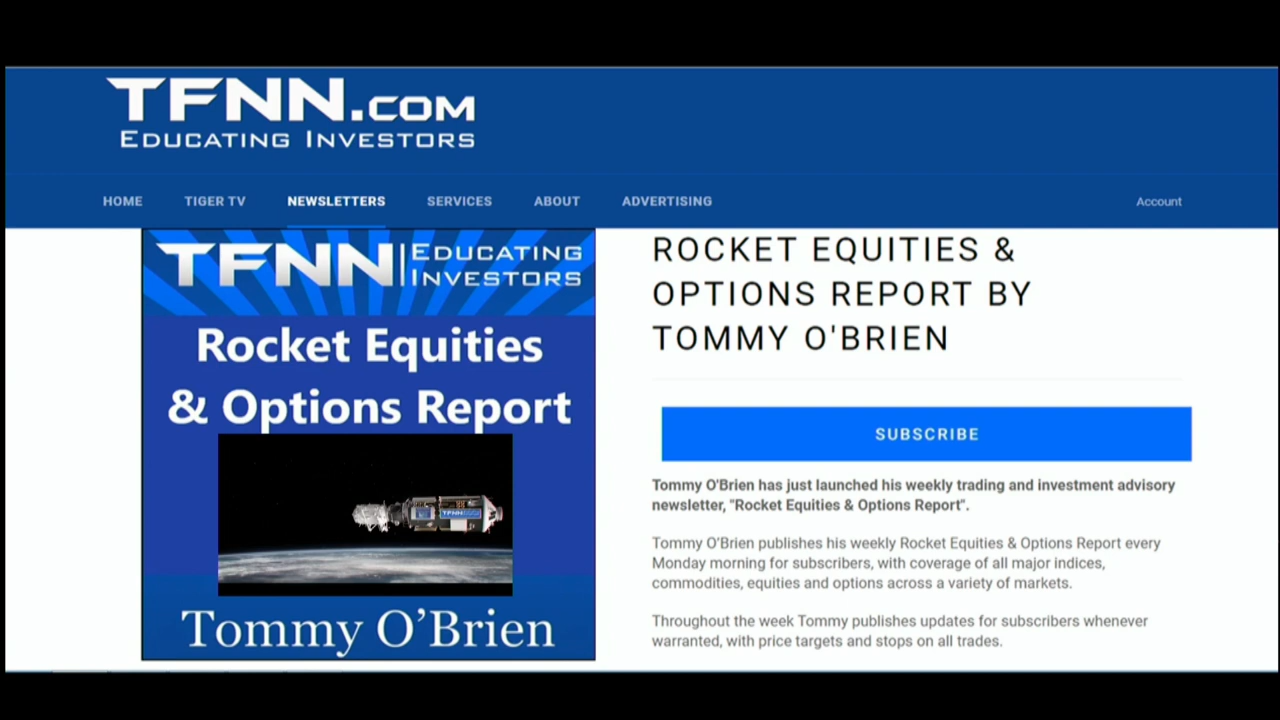 TFNN.COM
EDUCATING INVESTORS
HOME TIGER TV NEWSLETTERS SERVICES ABOUT ADVERTISING Account
TFNN EDUCATING
INVESTORS
Rocket Equities
& Options Report
TFNN
Tommy O’Brien
ROCKET EQUITIES &
OPTIONS REPORT BY
TOMMY O'BRIEN
SUBSCRIBE
Tommy O'Brien has just launched his weekly trading and investment advisory
newsletter, "Rocket Equities & Options Report".
Tommy O’Brien publishes his weekly Rocket Equities & Options Report every
Monday morning for subscribers, with coverage of all major indices,
commodities, equities and options across a variety of markets.
Throughout the week Tommy publishes updates for subscribers whenever
warranted, with price targets and stops on all trades.